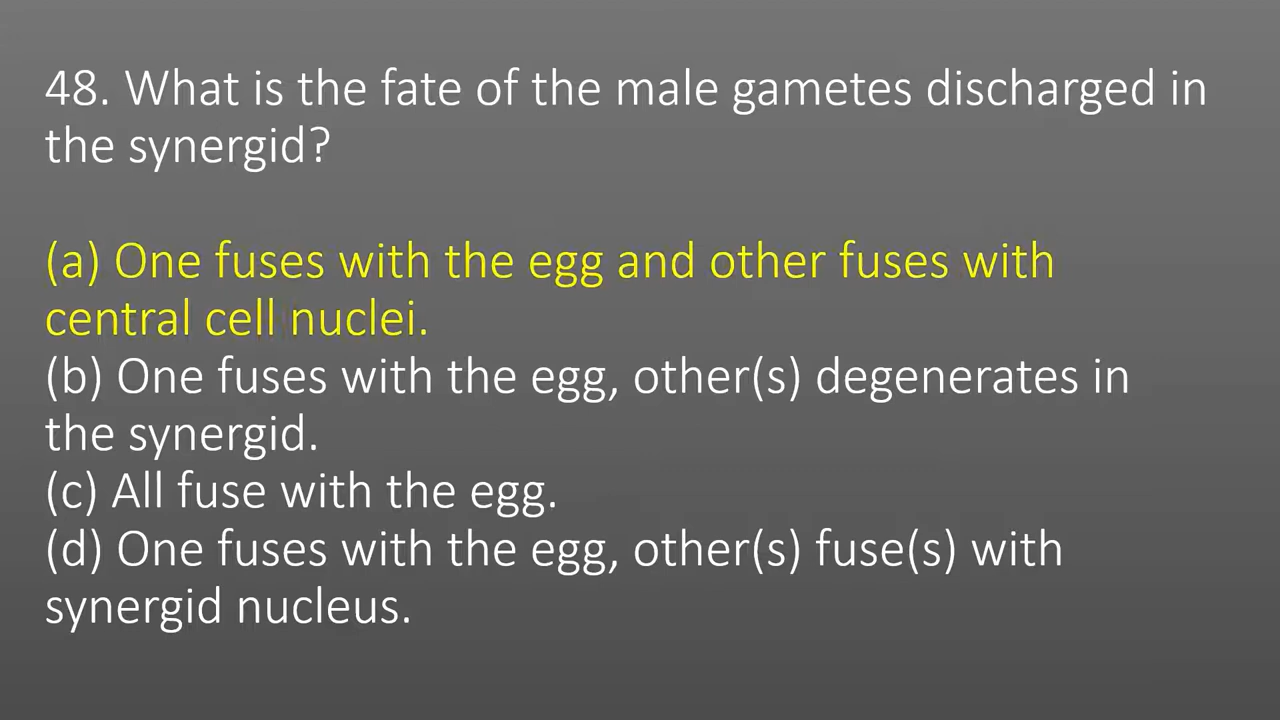 48. What is the fate of the male gametes discharged in
the synergid?
(a) One fuses with the egg and other fuses with
central cell nuclei.
(b) One fuses with the egg, other(s) degenerates in
the synergid.
(c) All fuse with the egg.
(d) One fuses with the egg, other(s) fuse(s) with
synergid nucleus.